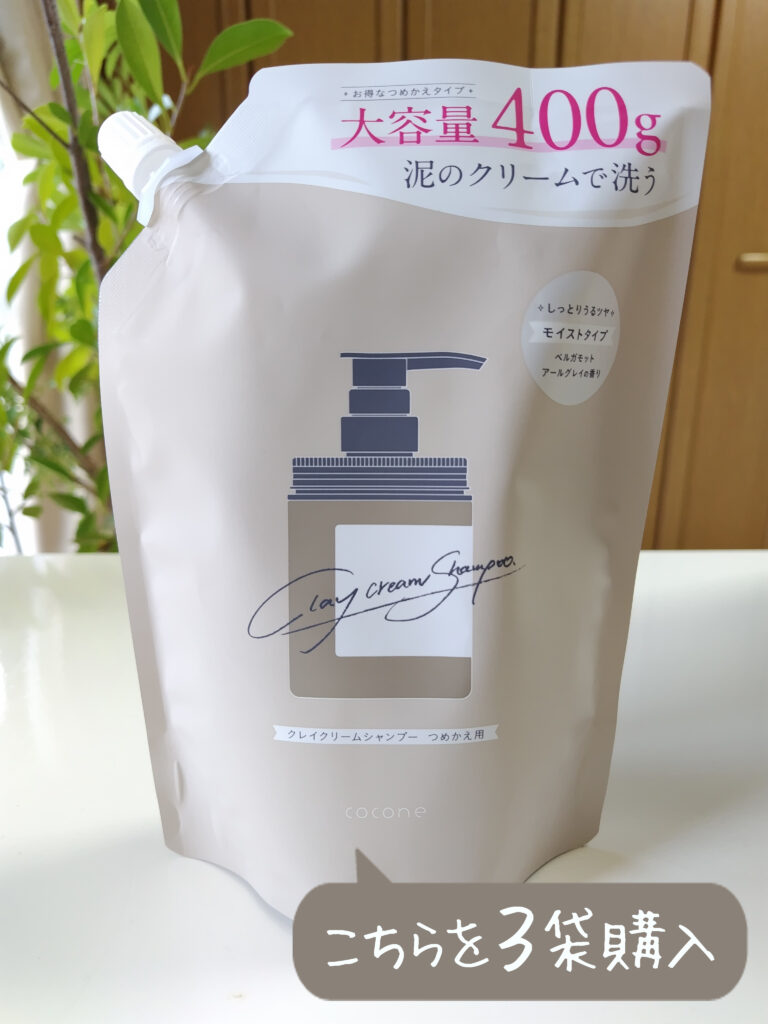 お得なつめかえタイプ
大容量 400g
泥のクリームで洗う
しっとりうるツヤ
モイストタイプ
ベルガモット
アールグレイの香り
Clay cream Shampoo.
クレイクリームシャンプー つめかえ用
cocone
こちらを3袋購入